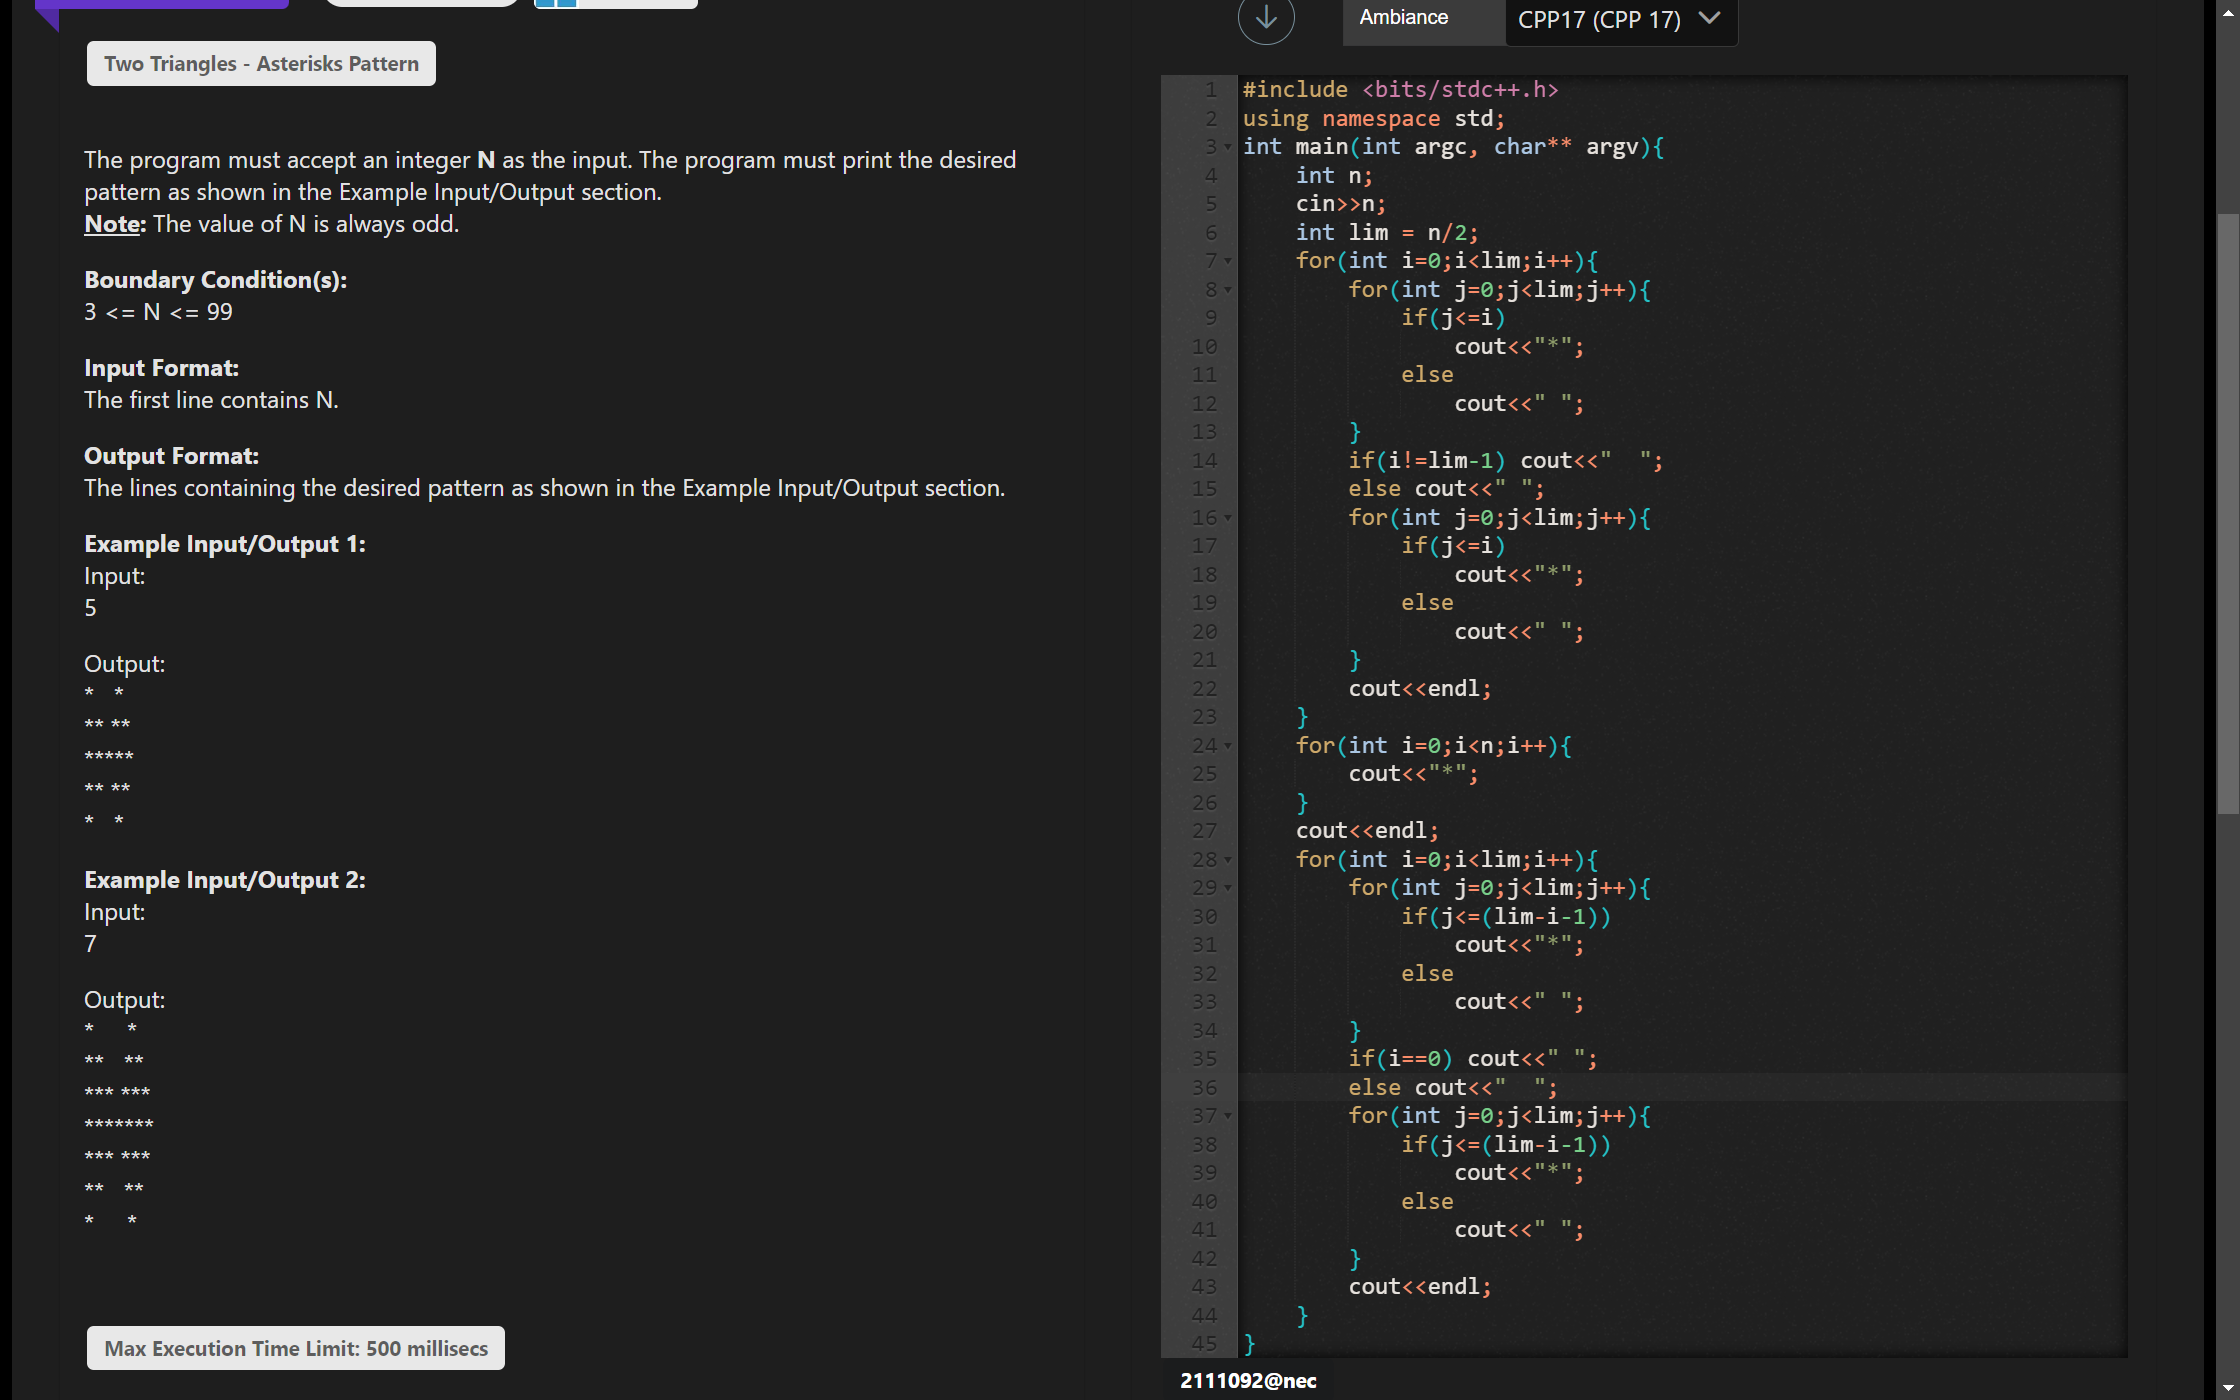 Two Triangles - Asterisks Pattern
The program must accept an integer N as the input. The program must print the desired
pattern as shown in the Example Input/Output section.
Note: The value of N is always odd.
Boundary Condition(s):
3 <= N <= 99
Input Format:
The first line contains N.
Output Format:
The lines containing the desired pattern as shown in the Example Input/Output section.
Example Input/Output 1:
Input:
5
Output:
*   *
** **
*****
** **
*   *
Example Input/Output 2:
Input:
7
Output:
*     *
**   **
*** ***
*******
*** ***
**   **
*     *
Max Execution Time Limit: 500 millisecs
Ambiance
CPP17 (CPP 17)
1 #include <bits/stdc++.h>
2 using namespace std;
3 int main(int argc, char** argv){
4     int n;
5     cin>>n;
6     int lim = n/2;
7     for(int i=0;i<lim;i++){
8         for(int j=0;j<lim;j++){
9             if(j<=i)
10                 cout<<"*";
11             else
12                 cout<<" ";
13         }
14         if(i!=lim-1) cout<<"  ";
15         else cout<<" ";
16         for(int j=0;j<lim;j++){
17             if(j<=i)
18                 cout<<"*";
19             else
20                 cout<<" ";
21         }
22         cout<<endl;
23     }
24     for(int i=0;i<n;i++){
25         cout<<"*";
26     }
27     cout<<endl;
28     for(int i=0;i<lim;i++){
29         for(int j=0;j<lim;j++){
30             if(j<=(lim-i-1))
31                 cout<<"*";
32             else
33                 cout<<" ";
34         }
35         if(i==0) cout<<" ";
36         else cout<<"  ";
37         for(int j=0;j<lim;j++){
38             if(j<=(lim-i-1))
39                 cout<<"*";
40             else
41                 cout<<" ";
42         }
43         cout<<endl;
44     }
45 }
2111092@nec